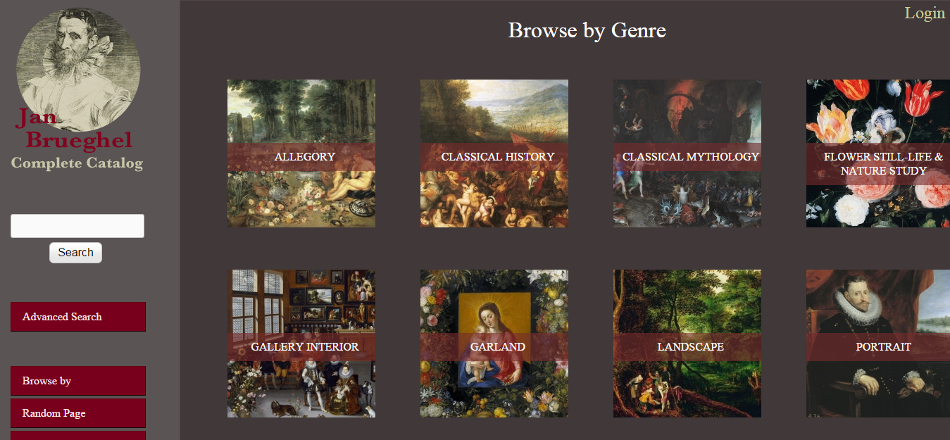 Login
Browse by Genre
Jan
Brueghel
Complete Catalog
Search
Advanced Search
Browse by
Random Page
ALLEGORY
CLASSICAL HISTORY
CLASSICAL MYTHOLOGY
FLOWER STILL-LIFE &
NATURE STUDY
GALLERY INTERIOR
GARLAND
LANDSCAPE
PORTRAIT